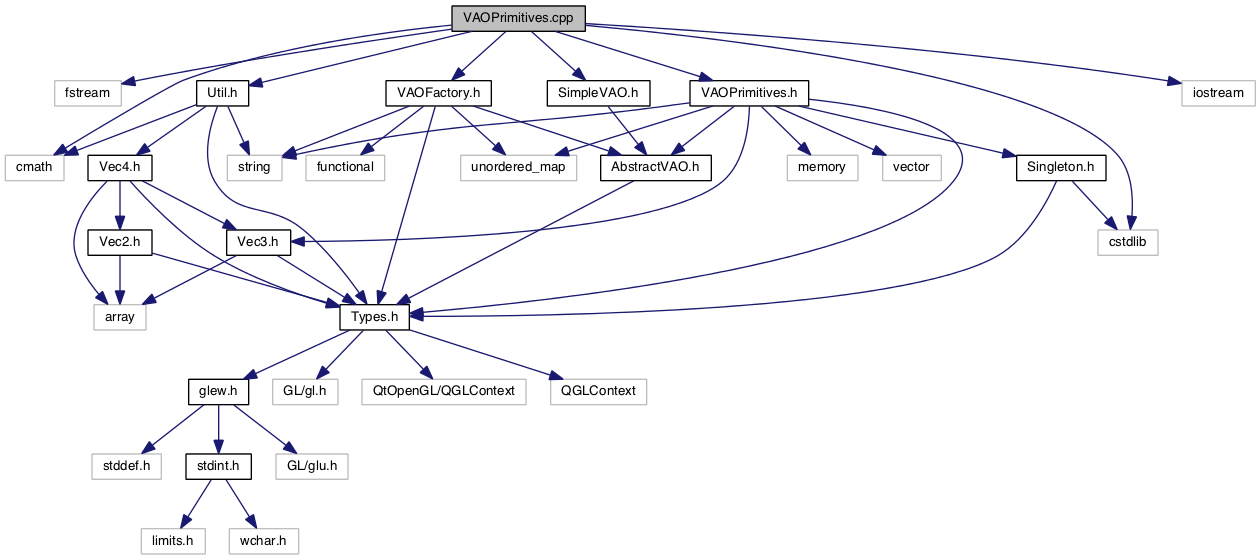 VAOPrimitives.cpp
fstream
Util.h
VAOFactory.h
SimpleVAO.h
VAOPrimitives.h
iostream
cmath
Vec4.h
string
functional
unordered_map
AbstractVAO.h
memory
vector
Singleton.h
Vec2.h
Vec3.h
cstdlib
array
Types.h
glew.h
GL/gl.h
QtOpenGL/QGLContext
QGLContext
stddef.h
stdint.h
GL/glu.h
limits.h
wchar.h